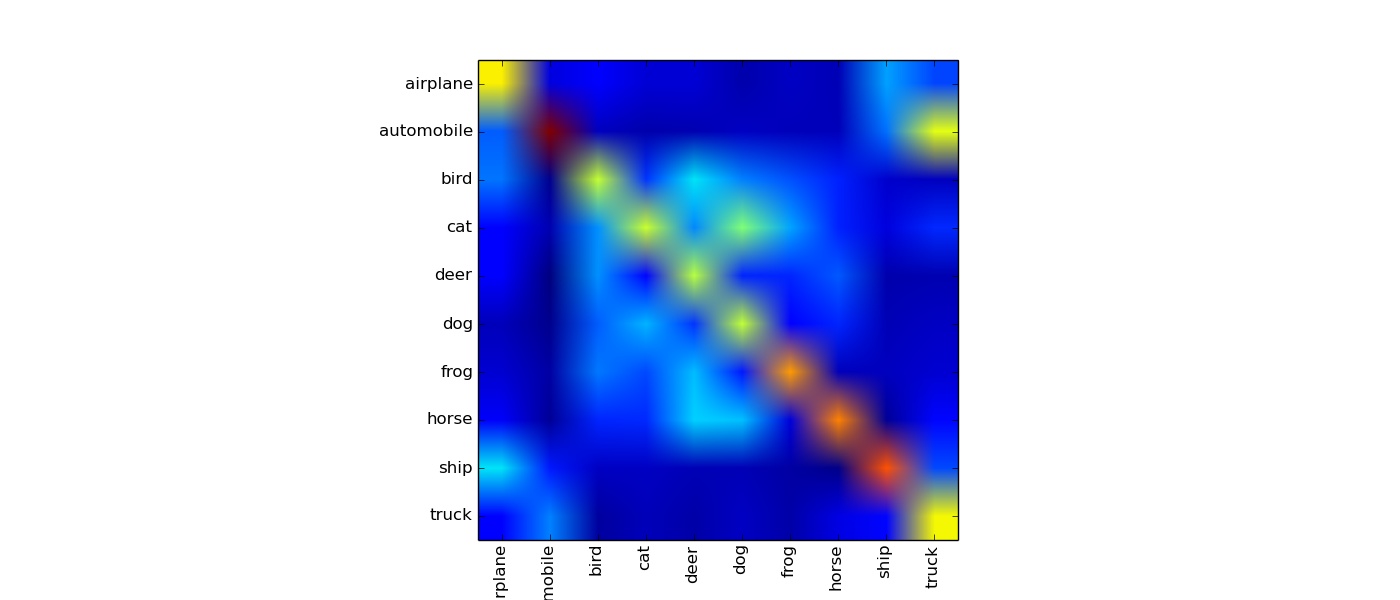 airplane
automobile
bird
cat
deer
dog
frog
horse
ship
truck
rplane
mobile
bird
cat
deer
dog
frog
horse
ship
truck